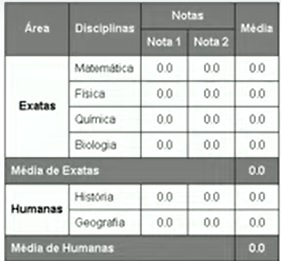 Área Disciplinas Notas Média
Nota 1 Nota 2
Exatas
Matemática 0.0 0.0 0.0
Física 0.0 0.0 0.0
Química 0.0 0.0 0.0
Biologia 0.0 0.0 0.0
Média de Exatas 0.0
Humanas
História 0.0 0.0 0.0
Geografia 0.0 0.0 0.0
Média de Humanas 0.0